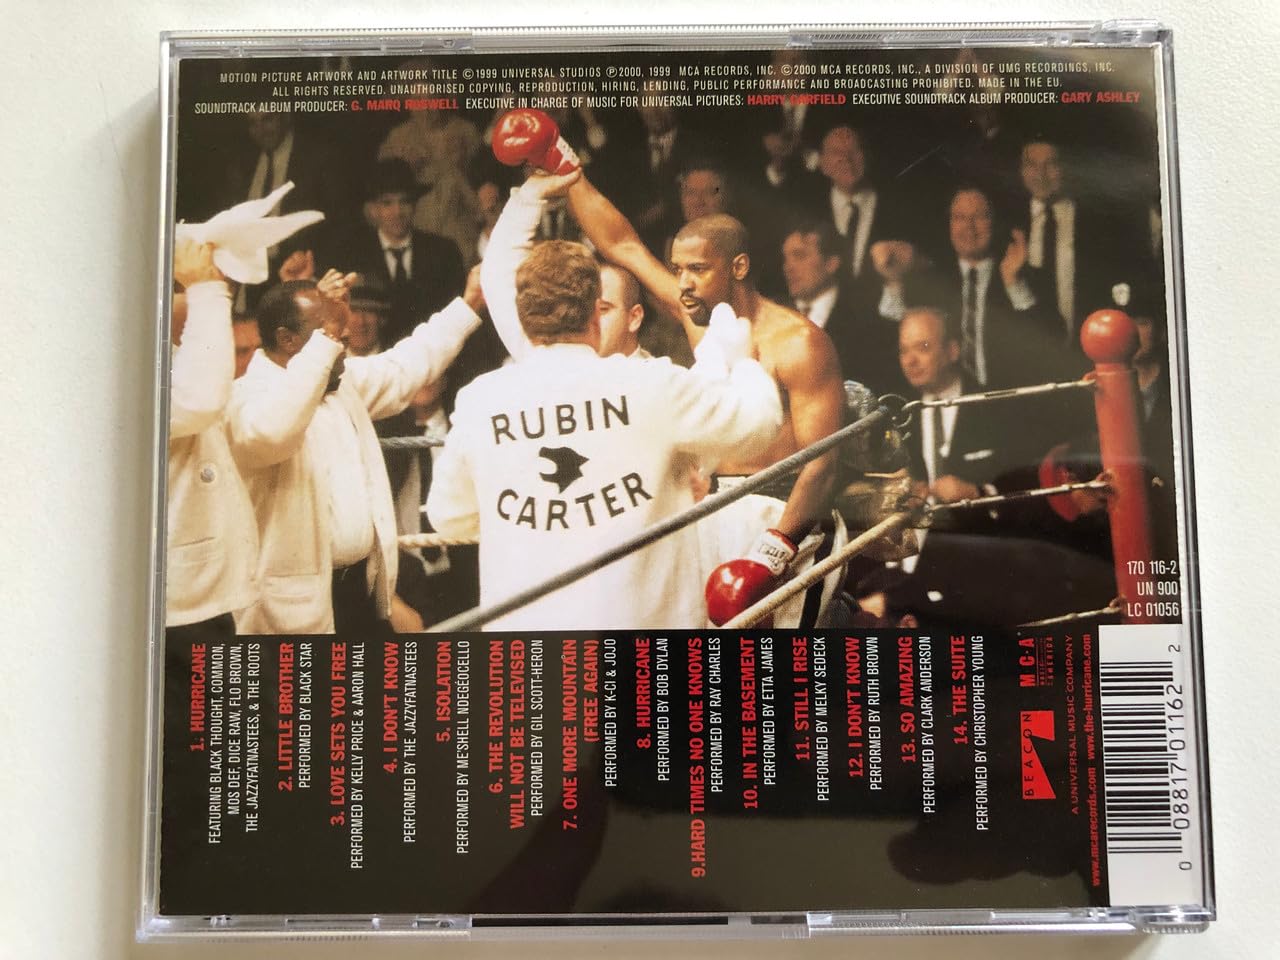 MOTION PICTURE ARTWORK AND ARTWORK TITLE ©1999 UNIVERSAL STUDIOS ℗2000, 1999 MCA RECORDS, INC. ©2000 MCA RECORDS, INC., A DIVISION OF UMG RECORDINGS, INC.
ALL RIGHTS RESERVED. UNAUTHORISED COPYING, REPRODUCTION, HIRING, LENDING, PUBLIC PERFORMANCE AND BROADCASTING PROHIBITED. MADE IN THE EU.
SOUNDTRACK ALBUM PRODUCER: G. MARQ ROSWELL EXECUTIVE IN CHARGE OF MUSIC FOR UNIVERSAL PICTURES: HARRY GARFIELD EXECUTIVE SOUNDTRACK ALBUM PRODUCER: GARY ASHLEY
RUBIN
CARTER
170 116-2
UN 900
LC 01056
1. HURRICANE
FEATURING BLACK THOUGHT, COMMON,
MOS DEF, DICE RAW, FLO BROWN,
THE JAZZYFATNASTEES, & THE ROOTS
2. LITTLE BROTHER
PERFORMED BY BLACK STAR
3. LOVE SETS YOU FREE
PERFORMED BY KELLY PRICE & AARON HALL
4. I DON'T KNOW
PERFORMED BY THE JAZZYFATNASTEES
5. ISOLATION
PERFORMED BY ME'SHELL NDEGÉOCELLO
6. THE REVOLUTION
WILL NOT BE TELEVISED
PERFORMED BY GIL SCOTT-HERON
7. ONE MORE MOUNTAIN
(FREE AGAIN)
PERFORMED BY K-CI & JOJO
8. HURRICANE
PERFORMED BY BOB DYLAN
9.HARD TIMES NO ONE KNOWS
PERFORMED BY RAY CHARLES
10. IN THE BASEMENT
PERFORMED BY ETTA JAMES
11. STILL I RISE
PERFORMED BY MELKY SEDECK
12. I DON'T KNOW
PERFORMED BY RUTH BROWN
13. SO AMAZING
PERFORMED BY CLARK ANDERSON
14. THE SUITE
PERFORMED BY CHRISTOPHER YOUNG
BEACON
M·C·A
A UNIVERSAL MUSIC COMPANY
www.mcarecords.com www.the-hurricane.com
0 08817 01162 2